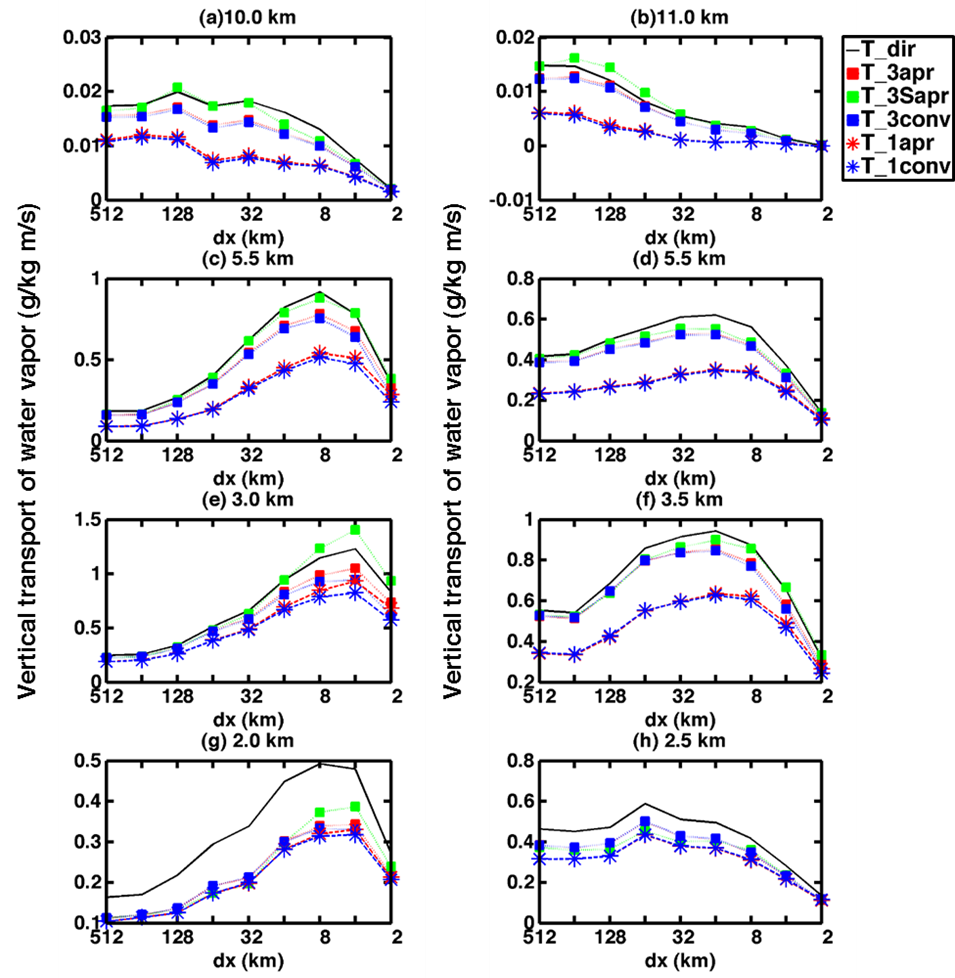 (a)10.0 km
0.03
0.02
0.01
0
512 128 32 8 2
dx (km)
(b) 11.0 km
0.02
0.01
0
-0.01
512 128 32 8 2
dx (km)
T_dir
T_3apr
T_3Sapr
T_3conv
T_1apr
T_1conv
Vertical transport of water vapor (g/kg m/s)
Vertical transport of water vapor (g/kg m/s)
(c) 5.5 km
1
0.5
0
512 128 32 8 2
dx (km)
(d) 5.5 km
0.8
0.6
0.4
0.2
0
512 128 32 8 2
dx (km)
(e) 3.0 km
1.5
1
0.5
0
512 128 32 8 2
dx (km)
(f) 3.5 km
1
0.8
0.6
0.4
0.2
512 128 32 8 2
dx (km)
(g) 2.0 km
0.5
0.4
0.3
0.2
0.1
512 128 32 8 2
dx (km)
(h) 2.5 km
0.8
0.6
0.4
0.2
0
512 128 32 8 2
dx (km)